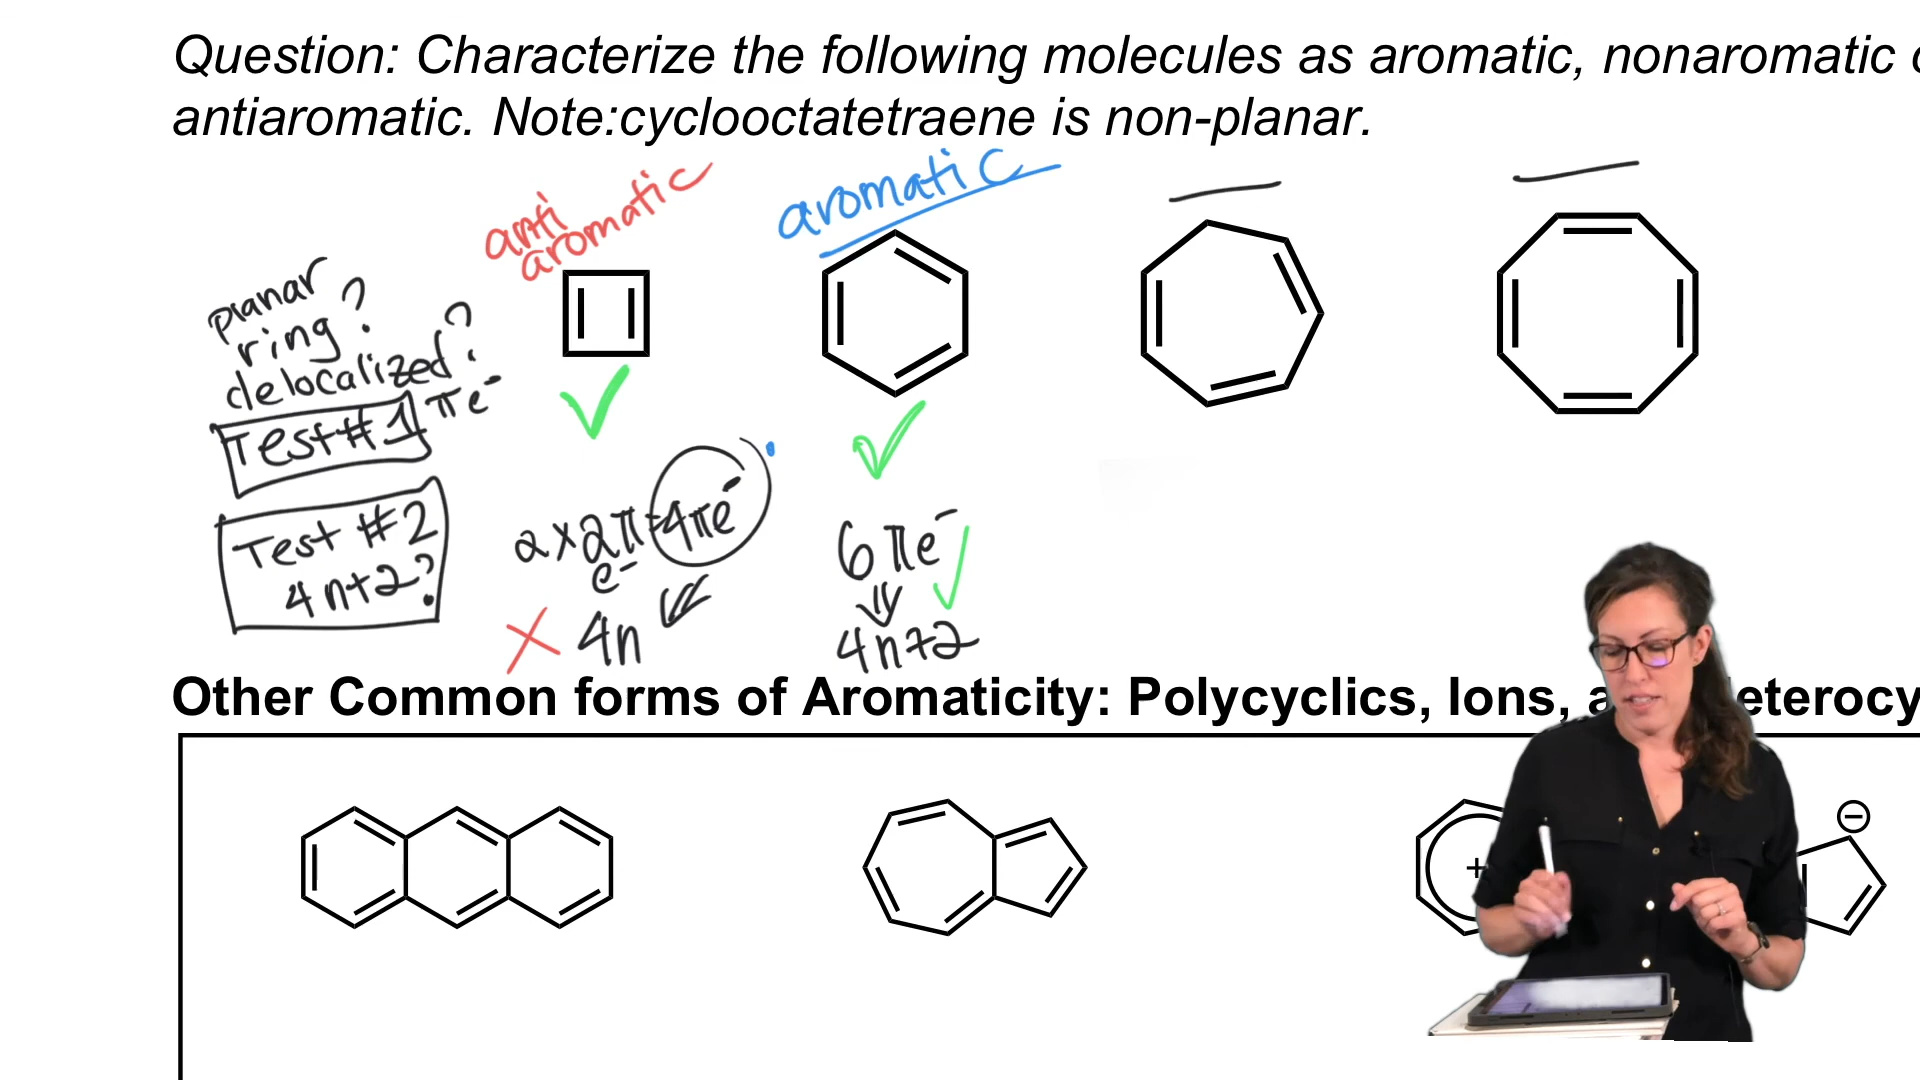 Question: Characterize the following molecules as aromatic, nonaromatic
antiaromatic. Note:cyclooctatetraene is non-planar.
anti
aromatic
aromatic
planar
ring?
delocalized?
πe⁻
Test #1
Test #2
4n+2?
2×2π=4πe⁻
e⁻
4n
6πe⁻
4n+2
Other Common forms of Aromaticity: Polycyclics, Ions,
+
−